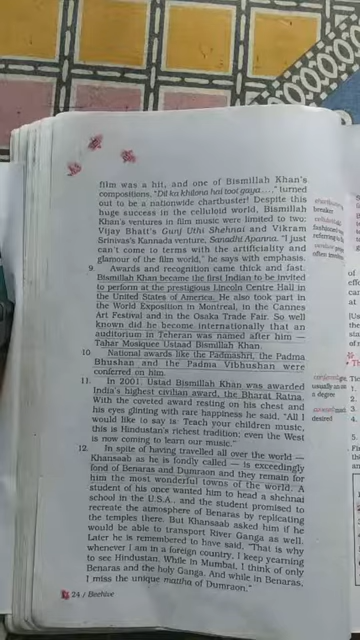 film was a hit, and one of Bismillah Khan's
compositions, "Dil ka khilona hai toot gaya ....," turned
out to be a nationwide chartbuster! Despite this
huge success in the celluloid world, Bismillah
Khan's ventures in film music were limited to two:
Vijay Bhatt's Gunj Uthi Shehnai and Vikram
Srinivas's Kannada venture, Sanadhi Apanna. "I just
can't come to terms with the artificiality and
glamour of the film world," he says with emphasis.
9. Awards and recognition came thick and fast.
Bismillah Khan became the first Indian to be invited
to perform at the prestigious Lincoln Centre Hall in
the United States of America. He also took part in
the World Exposition in Montreal, in the Cannes
Art Festival and in the Osaka Trade Fair. So well
known did he become internationally that an
auditorium in Teheran was named after him —
Tahar Mosiquee Ustaad Bismillah Khan.
10. National awards like the Padmashri, the Padma
Bhushan and the Padma Vibhushan were
conferred on him.
11. In 2001, Ustad Bismillah Khan was awarded
India's highest civilian award, the Bharat Ratna.
With the coveted award resting on his chest and
his eyes glinting with rare happiness he said, "All I
would like to say is: Teach your children music,
this is Hindustan's richest tradition; even the West
is now coming to learn our music."
12. In spite of having travelled all over the world —
Khansaab as he is fondly called — is exceedingly
fond of Benaras and Dumraon and they remain for
him the most wonderful towns of the world. A
student of his once wanted him to head a shehnai
school in the U.S.A., and the student promised to
recreate the atmosphere of Benaras by replicating
the temples there. But Khansaab asked him if he
would be able to transport River Ganga as well.
Later he is remembered to have said, "That is why
whenever I am in a foreign country, I keep yearning
to see Hindustan. While in Mumbai, I think of only
Benaras and the holy Ganga. And while in Benaras,
I miss the unique mattha of Dumraon."
24 / Beehive
breaker
usually as
a degree
desired